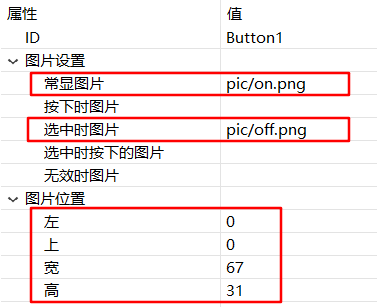 属性 值
ID Button1
图片设置
常显图片 pic/on.png
按下时图片
选中时图片 pic/off.png
选中时按下的图片
无效时图片
图片位置
左 0
上 0
宽 67
高 31